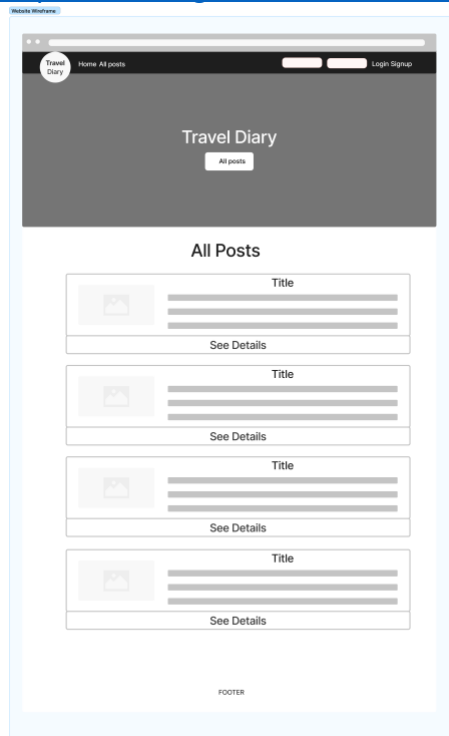 Website Wireframe
Travel
Diary
Home All posts
Login Signup
Travel Diary
All posts
All Posts
Title
See Details
Title
See Details
Title
See Details
Title
See Details
FOOTER